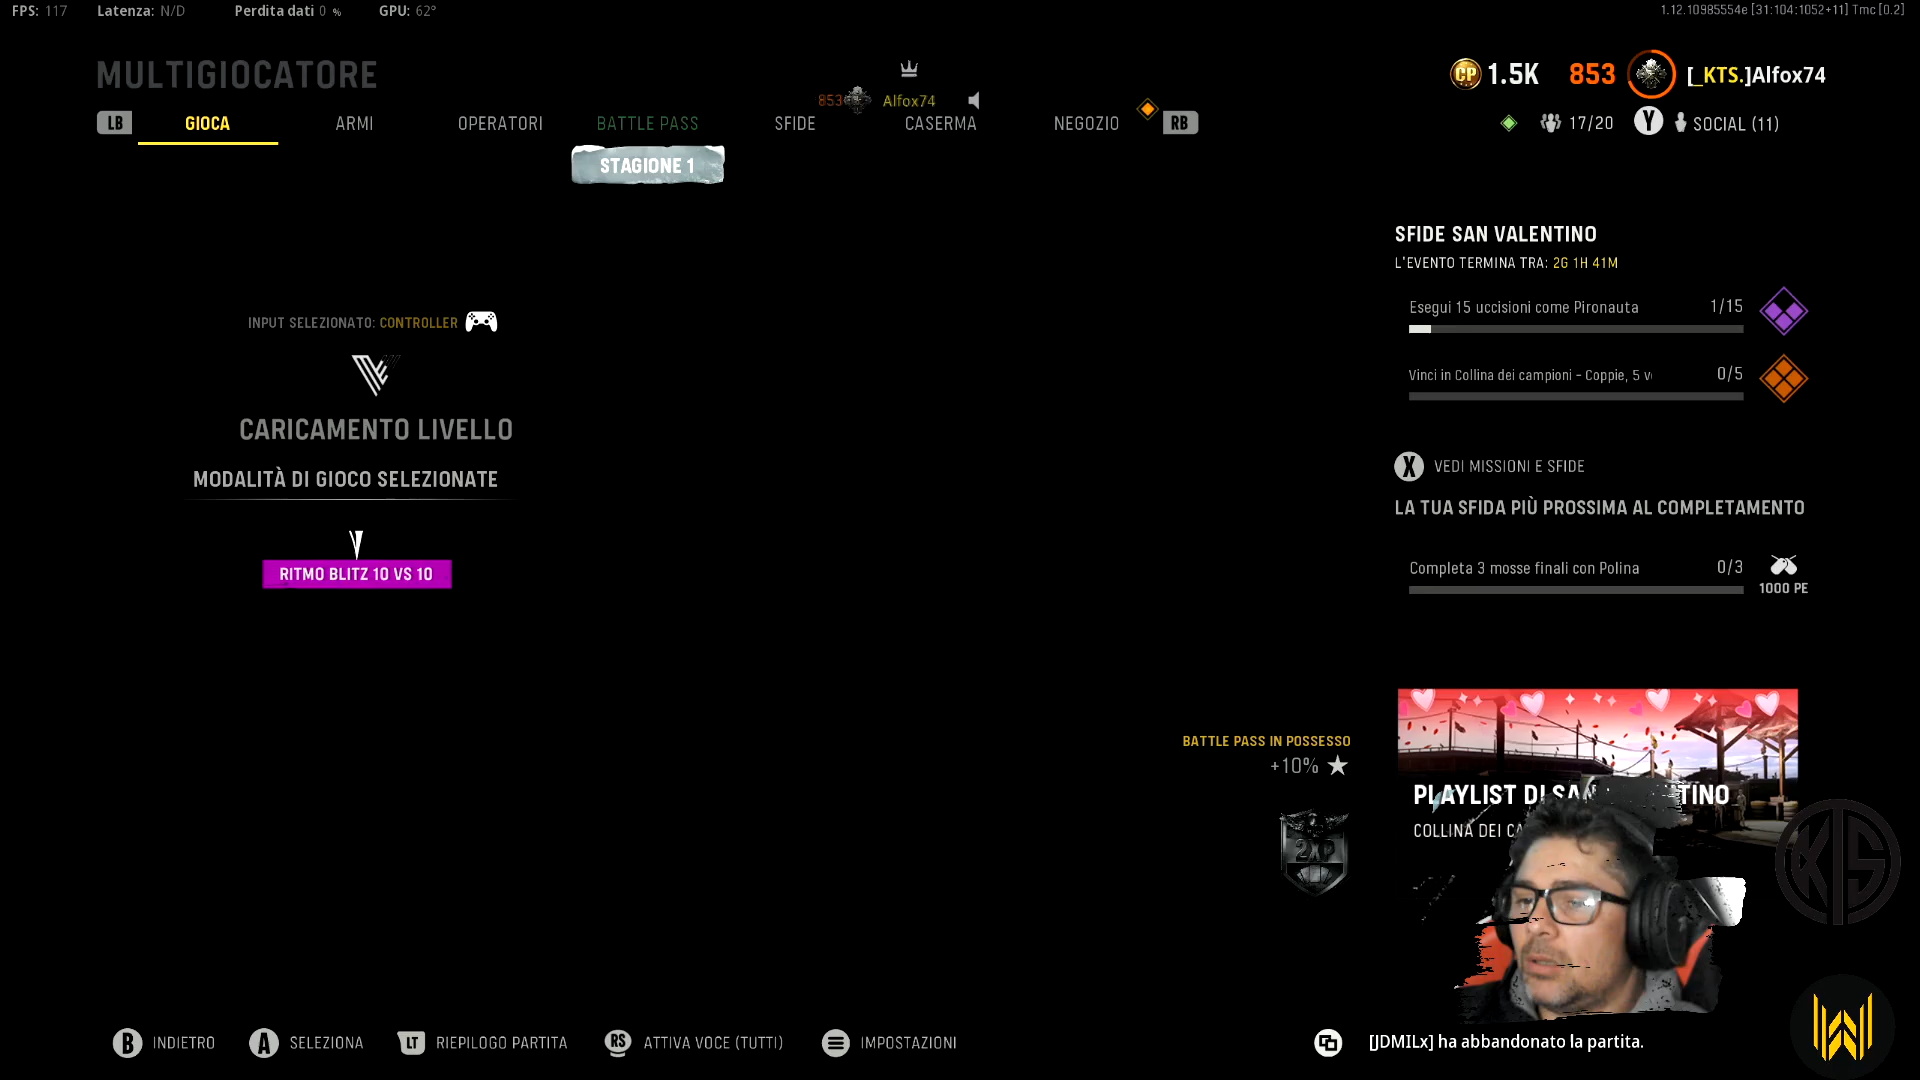 FPS: 117 Latenza: N/D Perdita dati 0 % GPU: 62°
1.12.10985554e [31:104:1052+11] Tmc [0.2]
MULTIGIOCATORE
853 Alfox74
CP 1.5K 853 [_KTS.]Alfox74
LB GIOCA ARMI OPERATORI BATTLE PASS SFIDE CASERMA NEGOZIO RB
17/20 Y SOCIAL (11)
STAGIONE 1
SFIDE SAN VALENTINO
L'EVENTO TERMINA TRA: 2G 1H 41M
Esegui 15 uccisioni come Pironauta 1/15
Vinci in Collina dei campioni - Coppie, 5 v 0/5
X VEDI MISSIONI E SFIDE
LA TUA SFIDA PIÙ PROSSIMA AL COMPLETAMENTO
Completa 3 mosse finali con Polina 0/3
1000 PE
INPUT SELEZIONATO: CONTROLLER
CARICAMENTO LIVELLO
MODALITÀ DI GIOCO SELEZIONATE
RITMO BLITZ 10 VS 10
BATTLE PASS IN POSSESSO
+10%
2XP
PLAYLIST DI SA TINO
COLLINA DEI CA
KTS
B INDIETRO A SELEZIONA LT RIEPILOGO PARTITA RS ATTIVA VOCE (TUTTI) IMPOSTAZIONI
[JDMILx] ha abbandonato la partita.